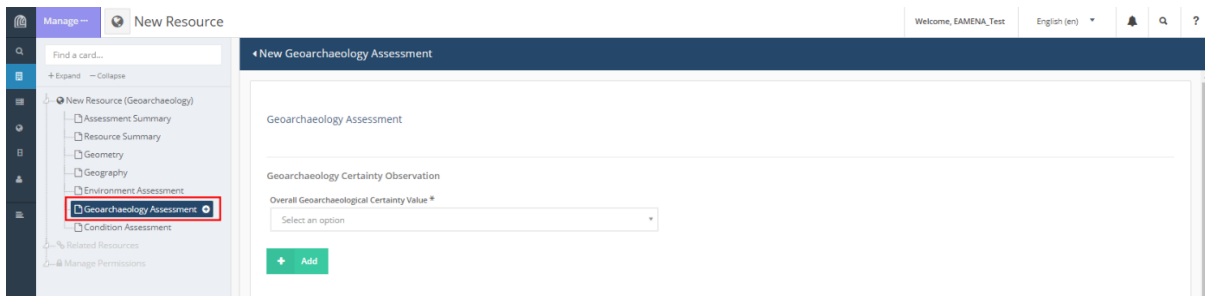 Manage
New Resource
Welcome, EAMENA_Test
English (en)
?
Find a card...
+ Expand − Collapse
New Resource (Geoarchaeology)
Assessment Summary
Resource Summary
Geometry
Geography
Environment Assessment
Geoarchaeology Assessment
Condition Assessment
Related Resources
Manage Permissions
New Geoarchaeology Assessment
Geoarchaeology Assessment
Geoarchaeology Certainty Observation
Overall Geoarchaeological Certainty Value *
Select an option
+ Add